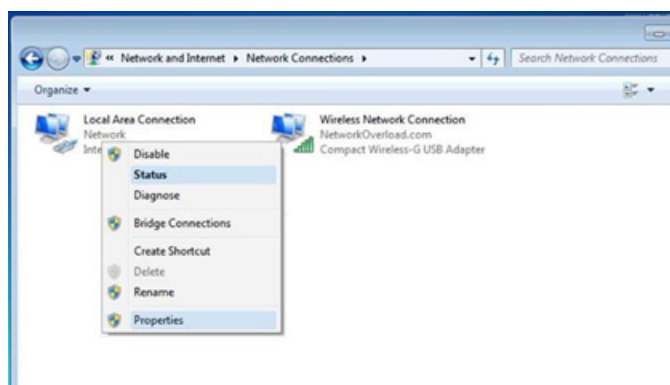 « Network and Internet ▸ Network Connections ▸
Search Network Connections
Organize ▾
Local Area Connection
Network
Inte
Wireless Network Connection
NetworkOverload.com
Compact Wireless-G USB Adapter
Disable
Status
Diagnose
Bridge Connections
Create Shortcut
Delete
Rename
Properties